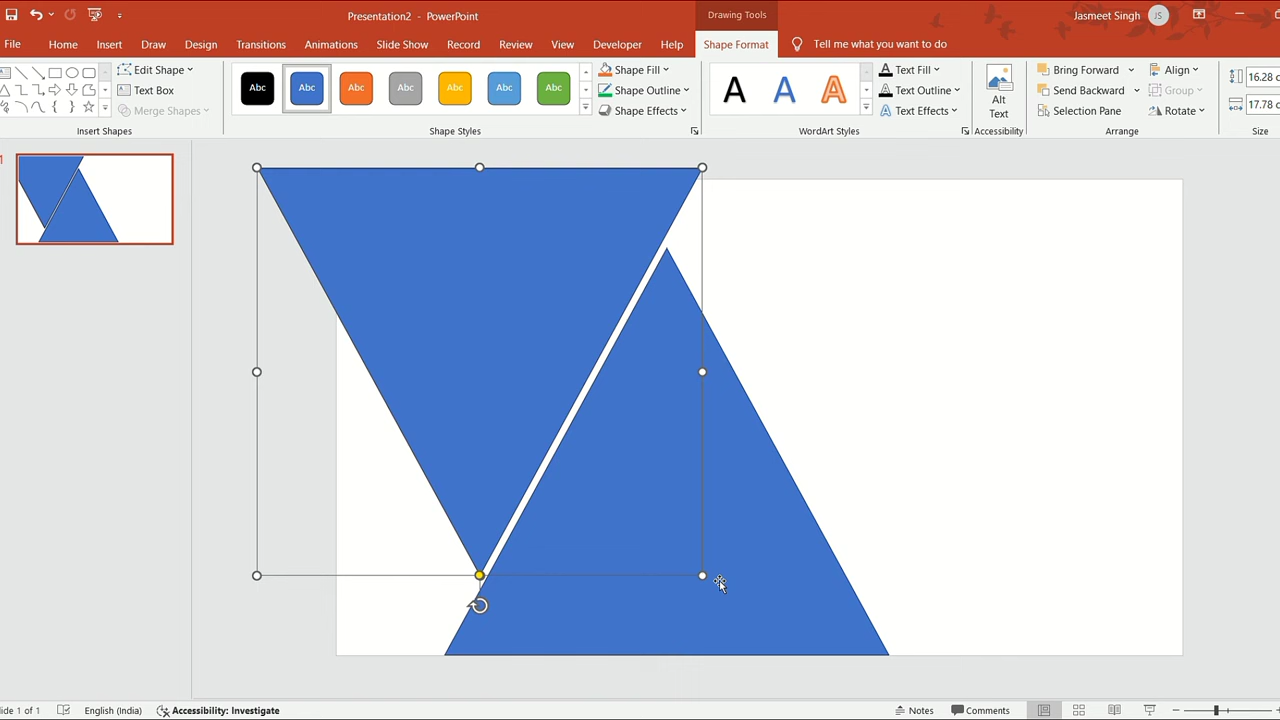 Presentation2 - PowerPoint
Drawing Tools
Jasmeet Singh
JS
File Home Insert Draw Design Transitions Animations Slide Show Record Review View Developer Help Shape Format Tell me what you want to do
Edit Shape
Text Box
Merge Shapes
Insert Shapes
Abc Abc Abc Abc Abc Abc Abc
Shape Fill
Shape Outline
Shape Effects
Shape Styles
A A A
Text Fill
Text Outline
Text Effects
WordArt Styles
Alt
Text
Accessibility
Bring Forward
Send Backward
Selection Pane
Align
Group
Rotate
Arrange
16.28 c
17.78 c
Size
1
lide 1 of 1 English (India) Accessibility: Investigate Notes Comments